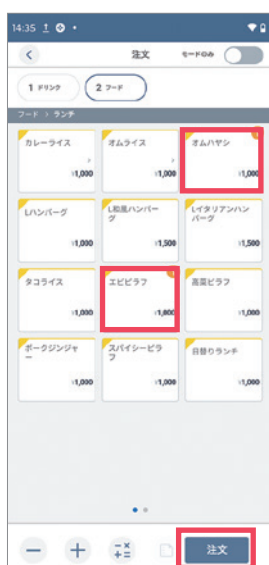 14:35
注文
モードのみ
1 ドリンク
2 フード
フード > ランチ
カレーライス
¥1,000
オムライス
¥1,000
オムハヤシ
¥1,000
Lハンバーグ
¥1,000
L和風ハンバー
グ
¥1,500
Lイタリアンハン
バーグ
¥1,500
タコライス
¥1,000
エビピラフ
¥1,000
高菜ピラフ
¥1,000
ポークジンジャ
ー
¥1,000
スパイシーピラ
フ
¥1,000
日替りランチ
¥1,000
注文